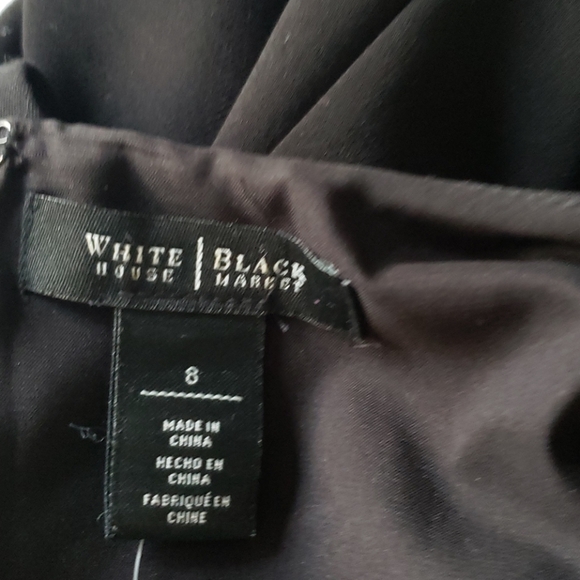 WHITE | BLACK
HOUSE | MARKET
8
MADE IN
CHINA
HECHO EN
CHINA
FABRIQUÉ EN
CHINE